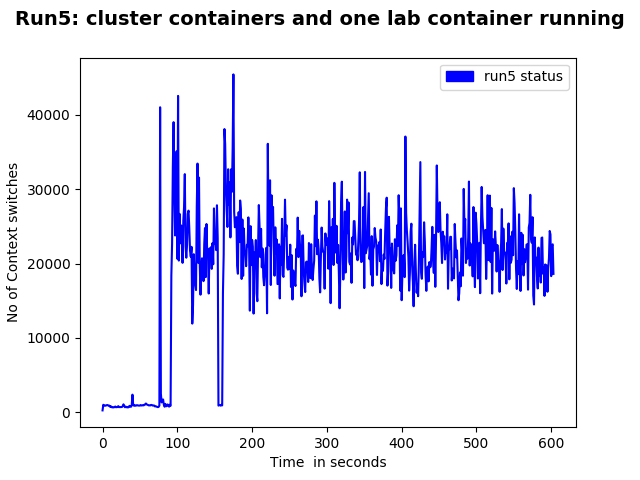 Run5: cluster containers and one lab container running
run5 status
No of Context switches
40000
30000
20000
10000
0
0 100 200 300 400 500 600
Time  in seconds